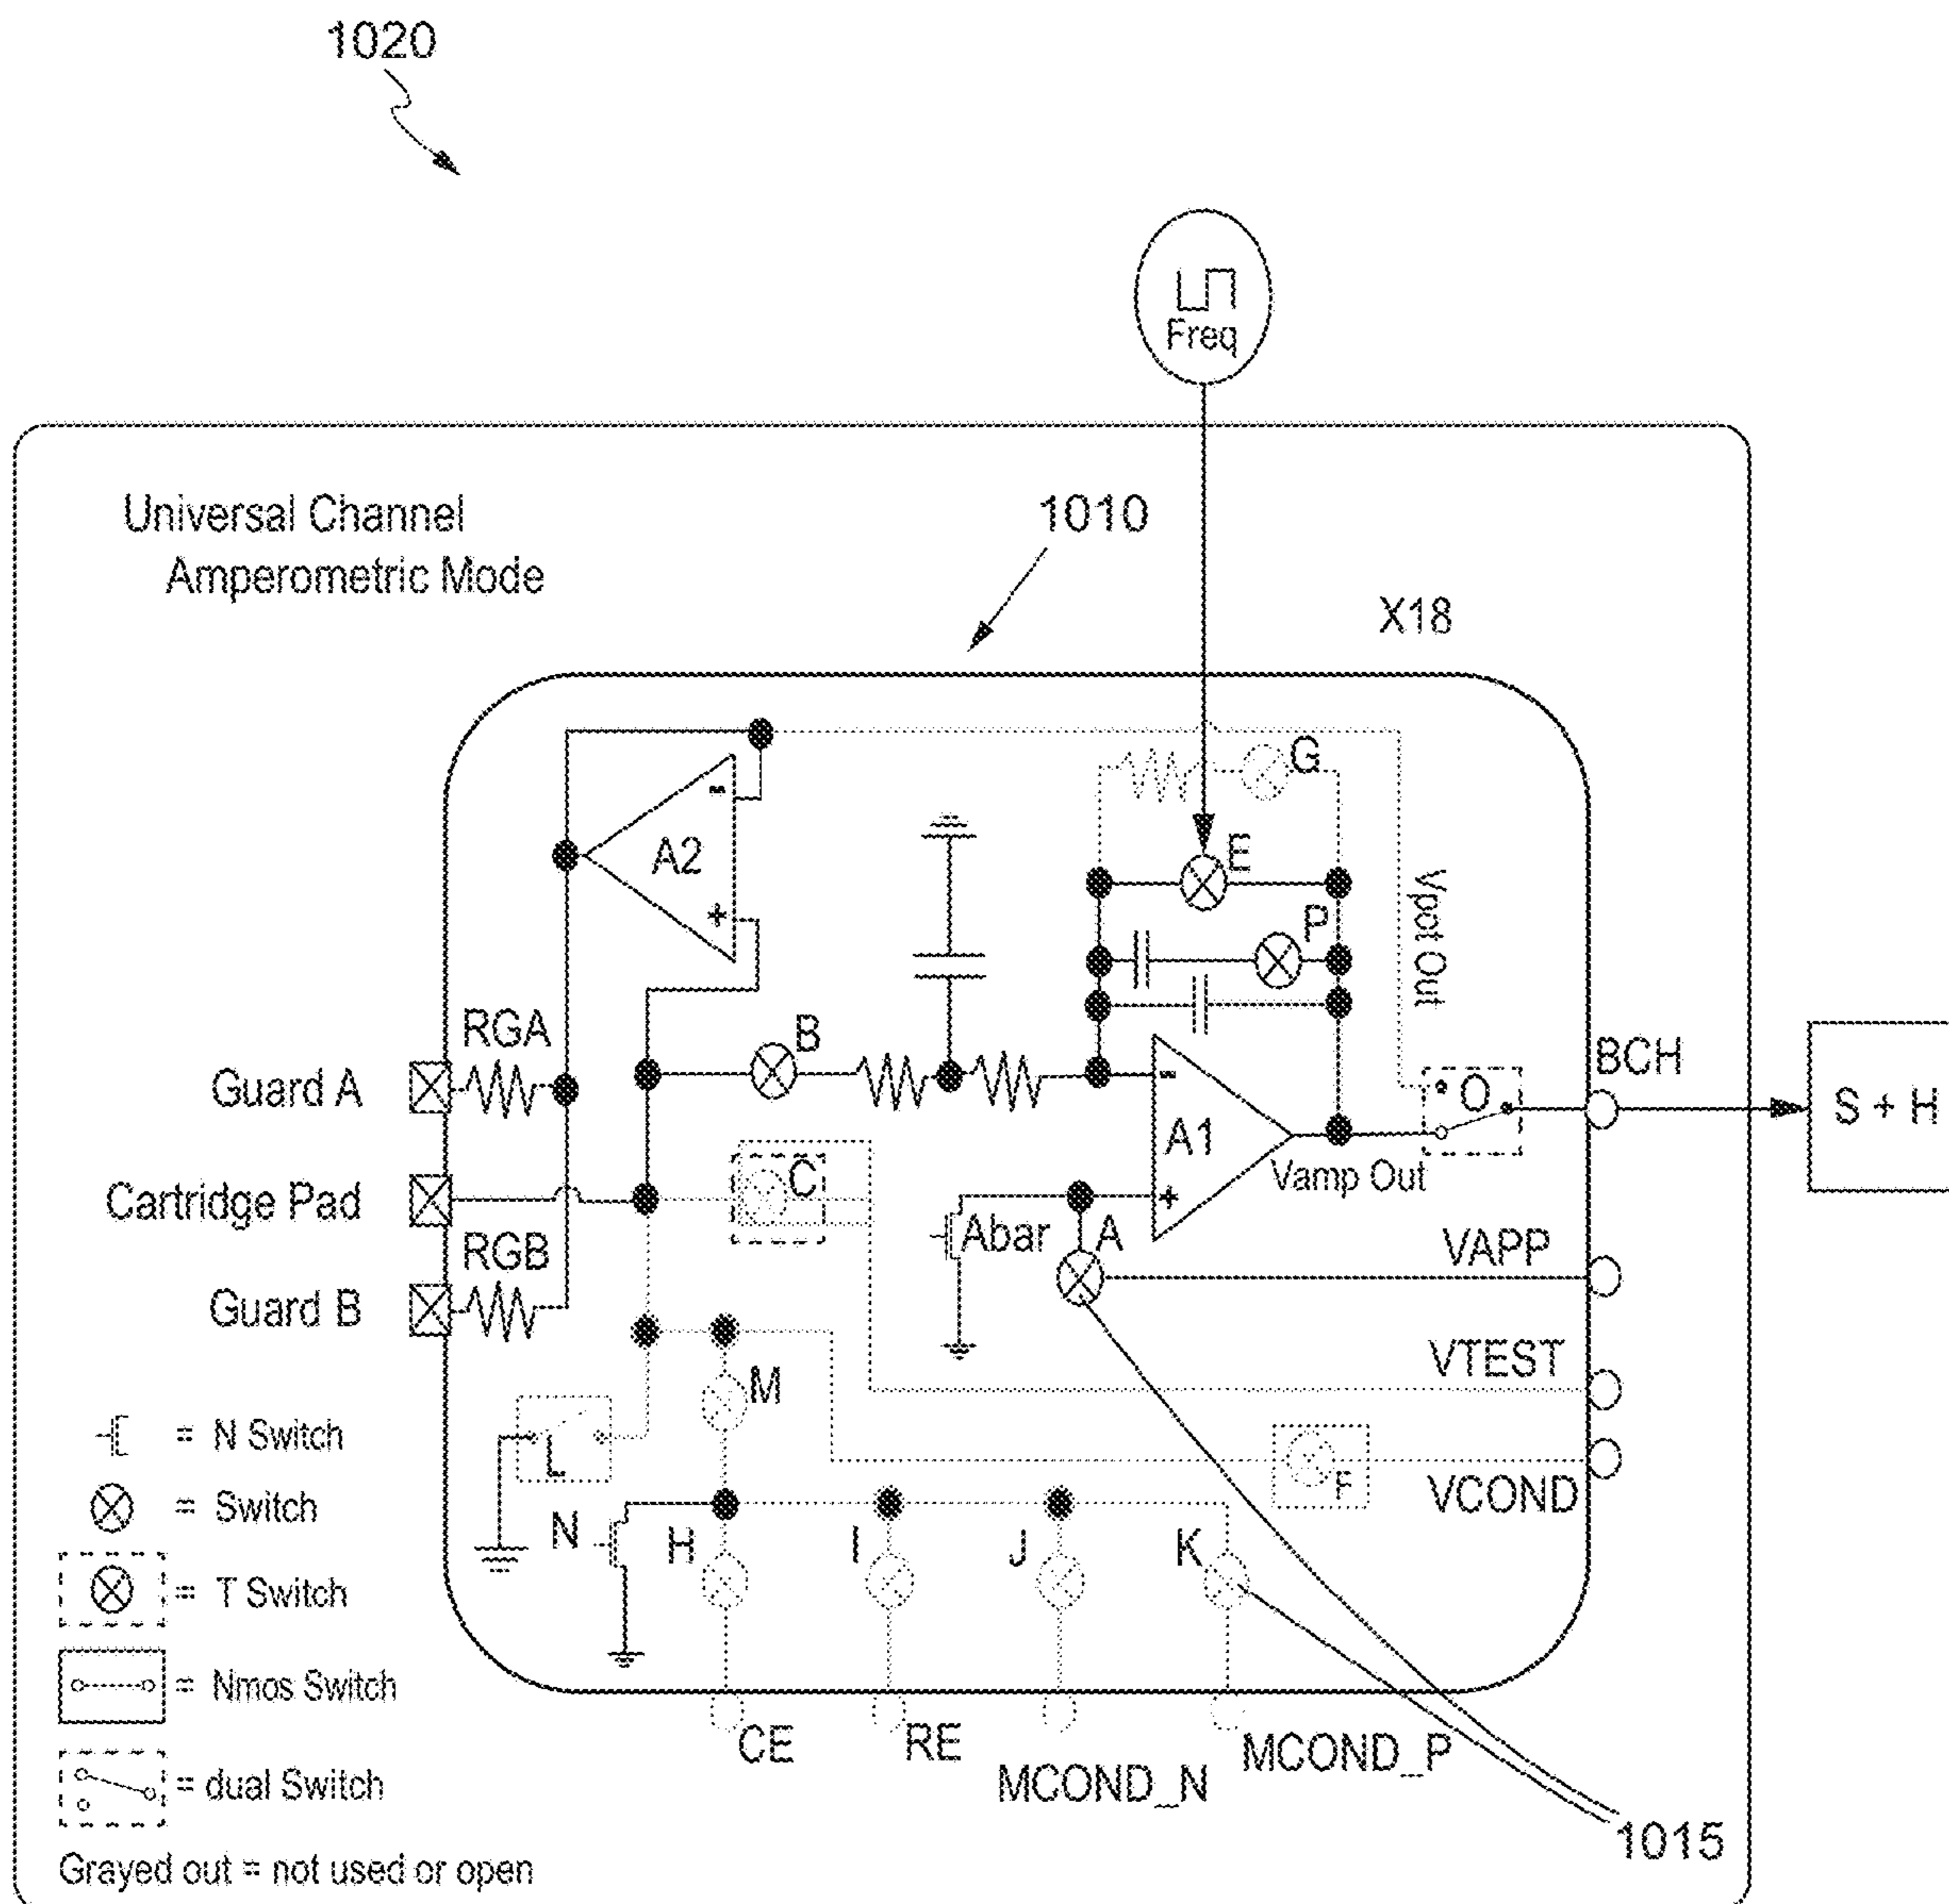 1020
Freq
Universal Channel
Amperometric Mode
1010
X18
G
A2
-
+
E
P
Vpot Out
B
RGA
Guard A
BCH
S + H
O
-
A1
+
Vamp Out
C
Cartridge Pad
Abar
A
VAPP
RGB
Guard B
VTEST
M
L
F
VCOND
= N Switch
= Switch
= T Switch
= Nmos Switch
= dual Switch
N
H
I
J
K
CE
RE
MCOND_N
MCOND_P
1015
Grayed out = not used or open